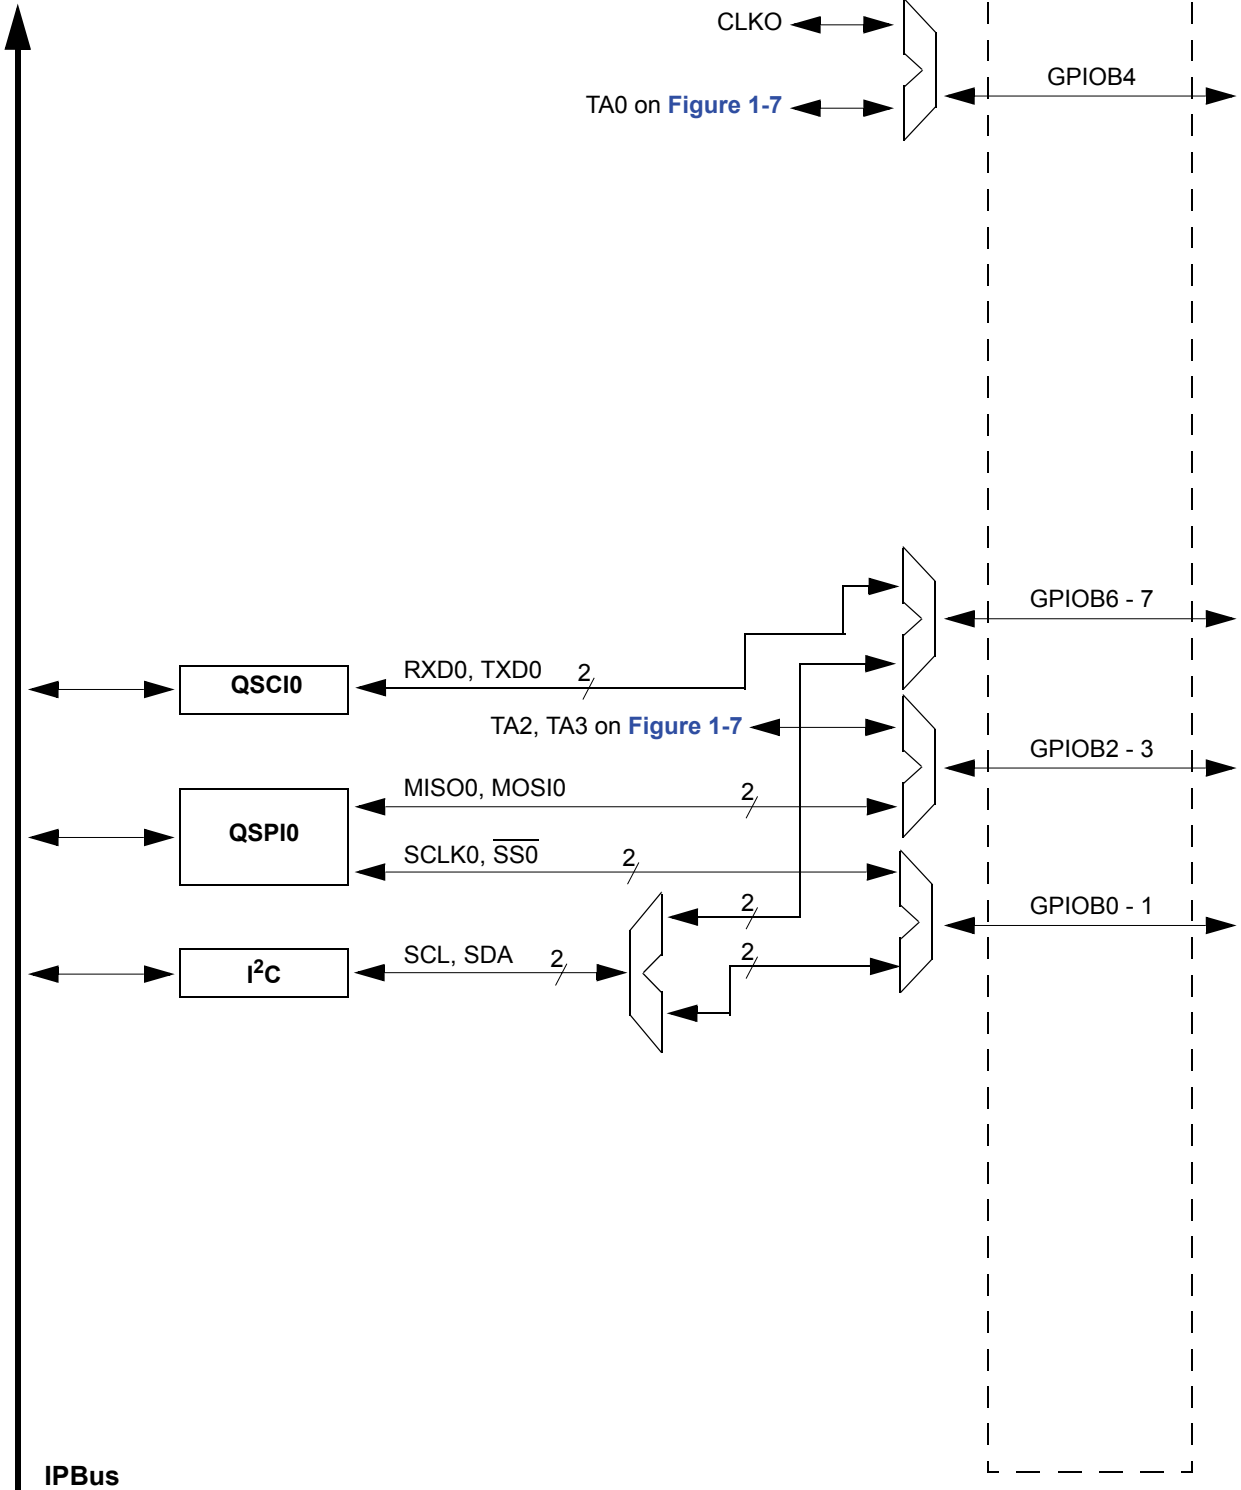 CLKO
GPIOB4
TA0 on Figure 1-7
GPIOB6 - 7
RXD0, TXD0 2
QSCI0
TA2, TA3 on Figure 1-7
GPIOB2 - 3
MISO0, MOSI0 2
QSPI0
SCLK0, S̅S̅0̅ 2
2
GPIOB0 - 1
SCL, SDA 2
2
I²C
IPBus